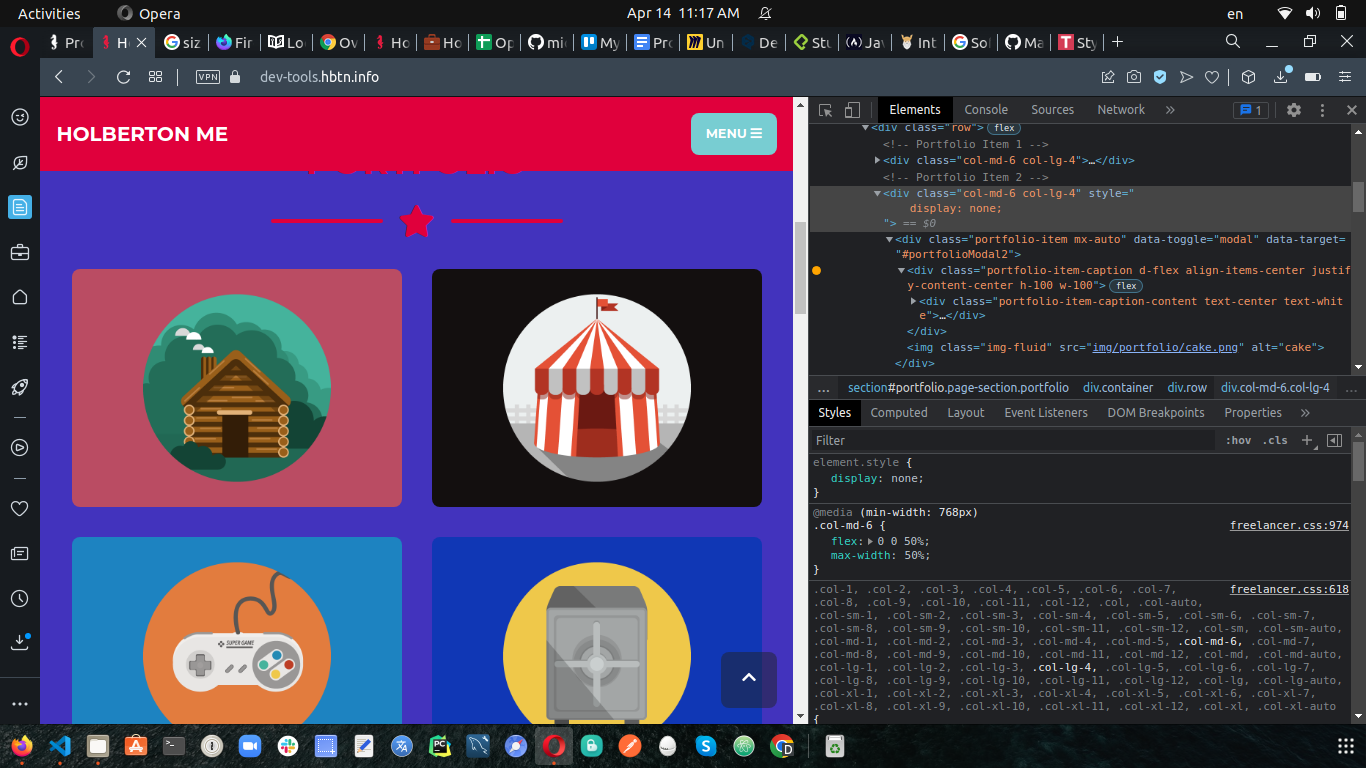 Activities
Opera
Apr 14 11:17 AM
en
Pro
Ho
siz
Fir
Lo
Ov
Ho
Ho
Op
mi
My
Pro
Un
De
Stu
Jav
Int
Sol
Ma
Sty
VPN
dev-tools.hbtn.info
HOLBERTON ME
MENU
SUPER GAME
Elements
Console
Sources
Network
»
1
<div class="row"> flex
<!-- Portfolio Item 1 -->
<div class="col-md-6 col-lg-4">…</div>
<!-- Portfolio Item 2 -->
<div class="col-md-6 col-lg-4" style="
display: none;
"> == $0
<div class="portfolio-item mx-auto" data-toggle="modal" data-target=
"#portfolioModal2">
<div class="portfolio-item-caption d-flex align-items-center justif
y-content-center h-100 w-100"> flex
<div class="portfolio-item-caption-content text-center text-whit
e">…</div>
</div>
<img class="img-fluid" src="img/portfolio/cake.png" alt="cake">
</div>
… section#portfolio.page-section.portfolio div.container div.row div.col-md-6.col-lg-4 …
Styles
Computed
Layout
Event Listeners
DOM Breakpoints
Properties
»
Filter
:hov .cls
element.style {
display: none;
}
@media (min-width: 768px)
.col-md-6 {
freelancer.css:974
flex: 0 0 50%;
max-width: 50%;
}
freelancer.css:618
.col-1, .col-2, .col-3, .col-4, .col-5, .col-6, .col-7,
.col-8, .col-9, .col-10, .col-11, .col-12, .col, .col-auto,
.col-sm-1, .col-sm-2, .col-sm-3, .col-sm-4, .col-sm-5, .col-sm-6, .col-sm-7,
.col-sm-8, .col-sm-9, .col-sm-10, .col-sm-11, .col-sm-12, .col-sm, .col-sm-auto,
.col-md-1, .col-md-2, .col-md-3, .col-md-4, .col-md-5, .col-md-6, .col-md-7,
.col-md-8, .col-md-9, .col-md-10, .col-md-11, .col-md-12, .col-md, .col-md-auto,
.col-lg-1, .col-lg-2, .col-lg-3, .col-lg-4, .col-lg-5, .col-lg-6, .col-lg-7,
.col-lg-8, .col-lg-9, .col-lg-10, .col-lg-11, .col-lg-12, .col-lg, .col-lg-auto,
.col-xl-1, .col-xl-2, .col-xl-3, .col-xl-4, .col-xl-5, .col-xl-6, .col-xl-7,
.col-xl-8, .col-xl-9, .col-xl-10, .col-xl-11, .col-xl-12, .col-xl, .col-xl-auto
{